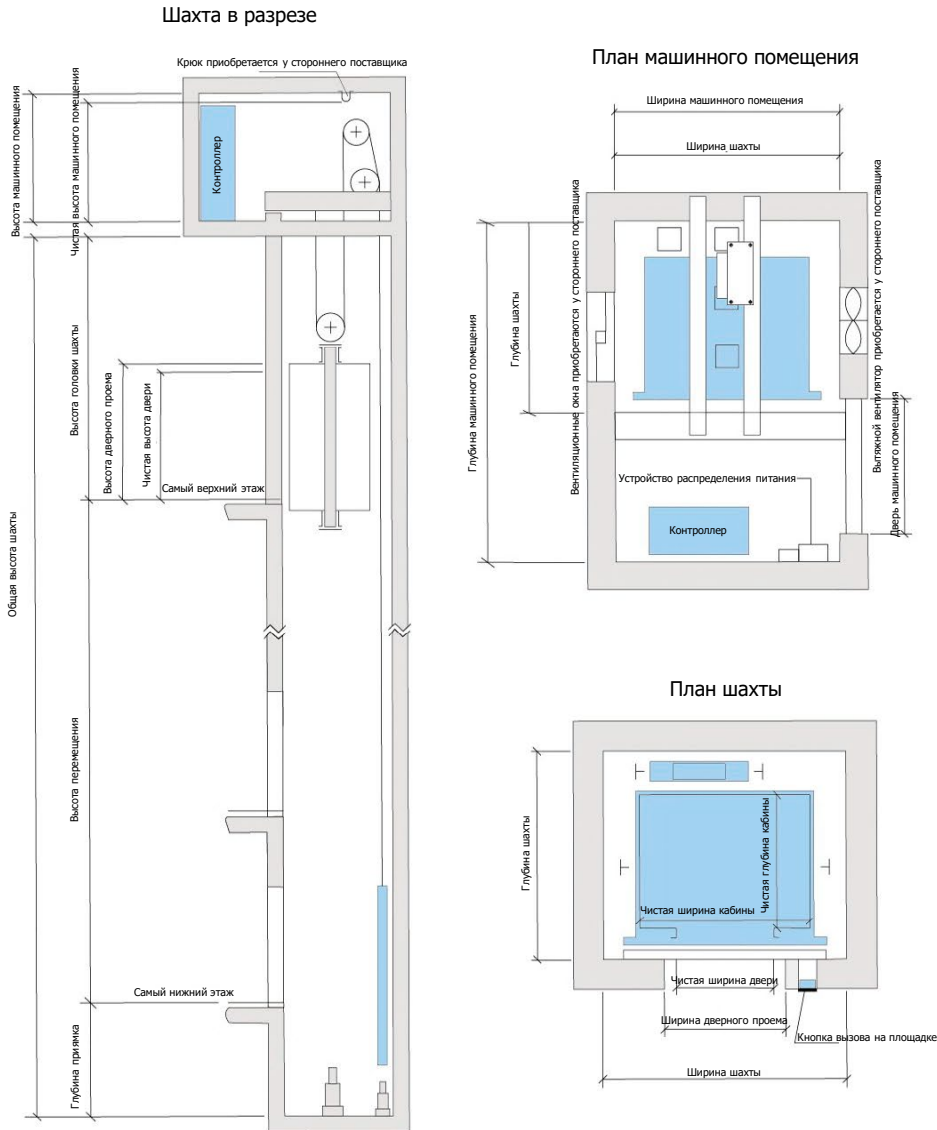 Шахта в разрезе
Крюк приобретается у стороннего поставщика
Высота машинного помещения
Чистая высота машинного помещения
Контроллер
Высота головки шахты
Высота дверного проема
Чистая высота двери
Самый верхний этаж
Общая высота шахты
Высота перемещения
Самый нижний этаж
Глубина приямка
План машинного помещения
Ширина машинного помещения
Ширина шахты
Глубина машинного помещения
Глубина шахты
Вентиляционные окна приобретаются у стороннего поставщика
Вытяжной вентилятор приобретается у стороннего поставщика
Дверь машинного помещения
Устройство распределения питания
Контроллер
План шахты
Глубина шахты
Чистая глубина кабины
Чистая ширина кабины
Чистая ширина двери
Ширина дверного проема
Кнопка вызова на площадке
Ширина шахты